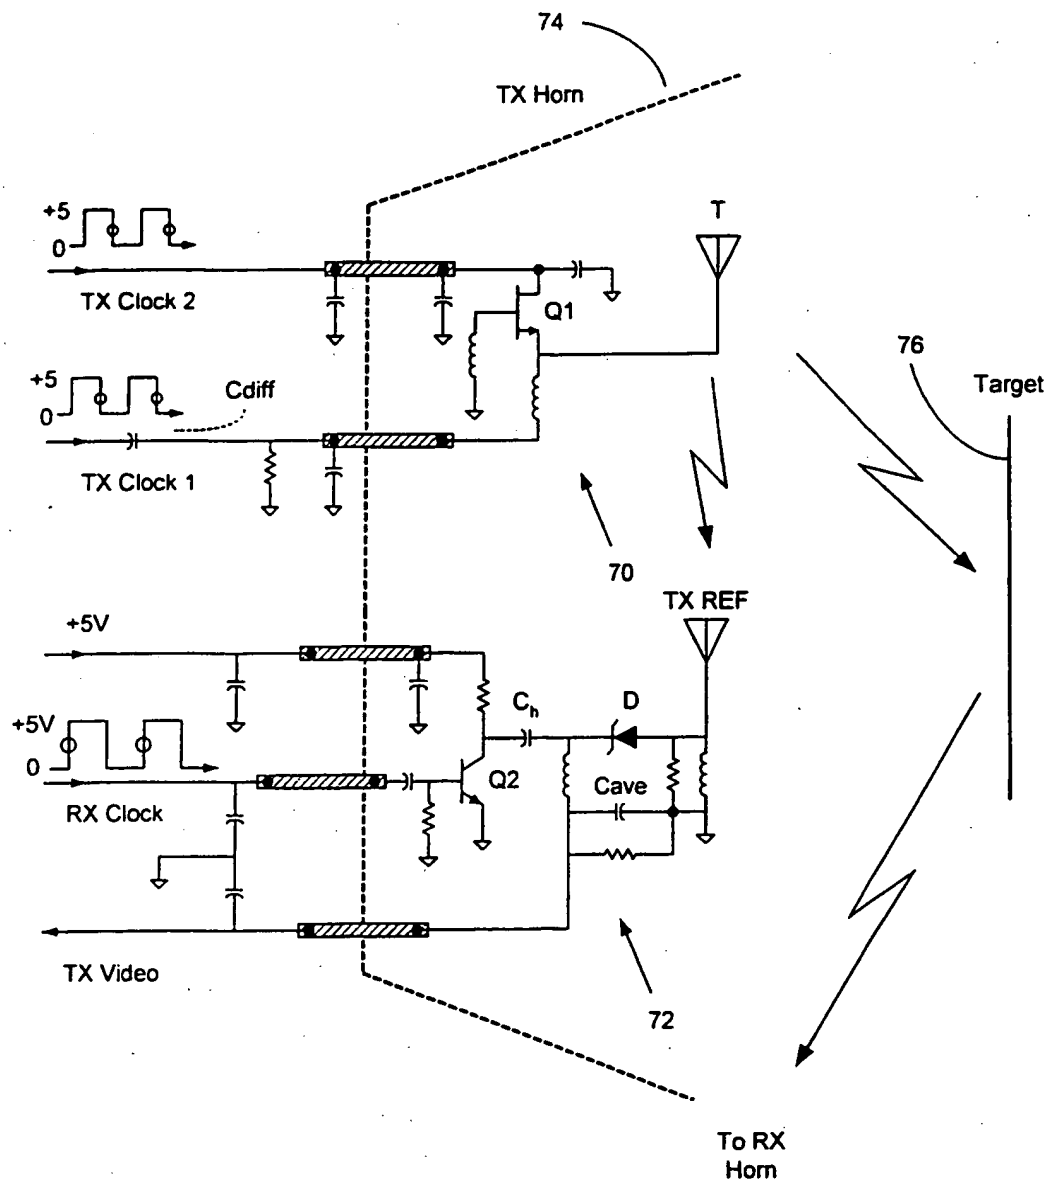 74
TX Horn
T
+5
0
TX Clock 2
Q1
76
Target
+5
0
Cdiff
TX Clock 1
70
TX REF
+5V
Ch
D
+5V
0
Q2
Cave
RX Clock
TX Video
72
To RX
Horn